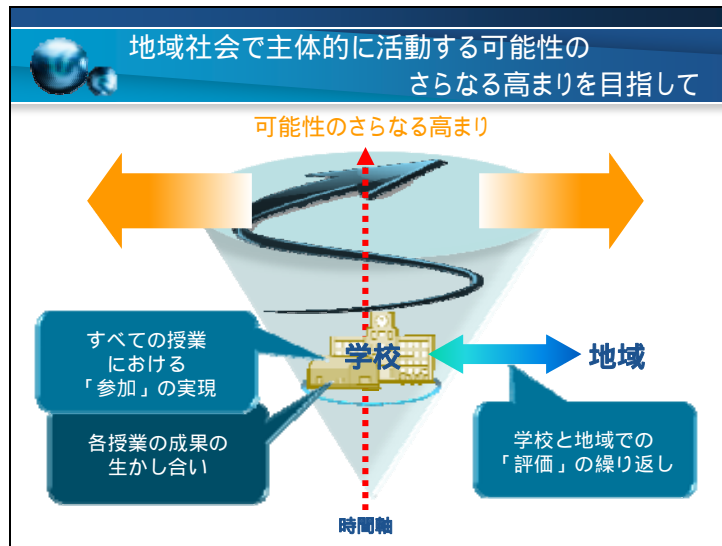 地域社会で主体的に活動する可能性の
さらなる高まりを目指して
可能性のさらなる高まり
すべての授業
における
「参加」の実現
学校
地域
各授業の成果の
生かし合い
学校と地域での
「評価」の繰り返し
時間軸